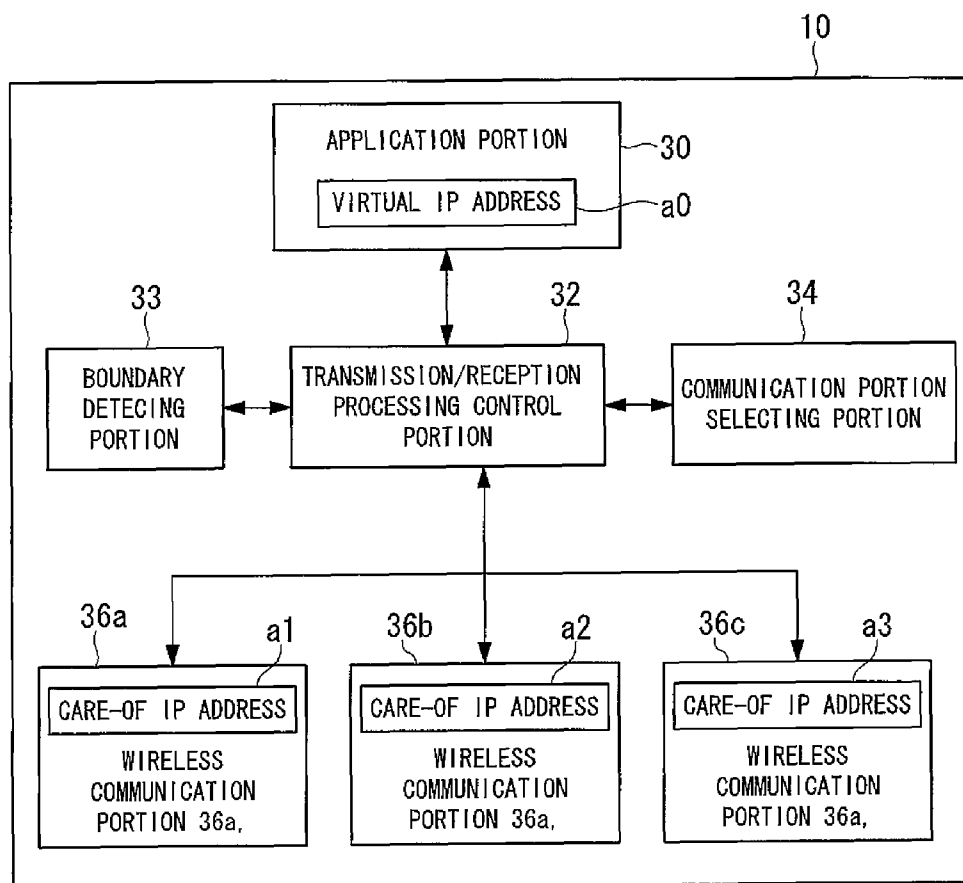 10
APPLICATION PORTION
30
VIRTUAL IP ADDRESS
a0
33
32
34
BOUNDARY
DETECING
PORTION
TRANSMISSION/RECEPTION
PROCESSING CONTROL
PORTION
COMMUNICATION PORTION
SELECTING PORTION
36a
a1
36b
a2
36c
a3
CARE-OF IP ADDRESS
WIRELESS
COMMUNICATION
PORTION 36a,
CARE-OF IP ADDRESS
WIRELESS
COMMUNICATION
PORTION 36a,
CARE-OF IP ADDRESS
WIRELESS
COMMUNICATION
PORTION 36a,